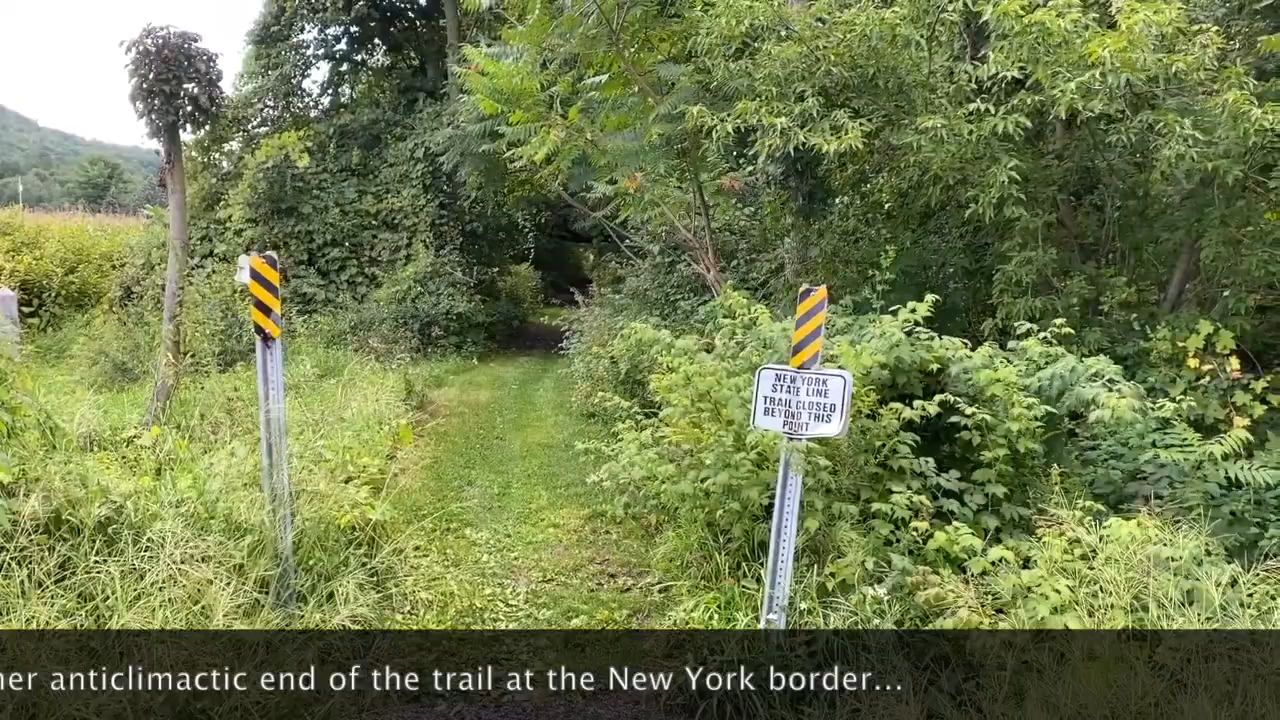 NEW YORK
STATE LINE
TRAIL CLOSED
BEYOND THIS
POINT
anticlimactic end of the trail at the New York border...